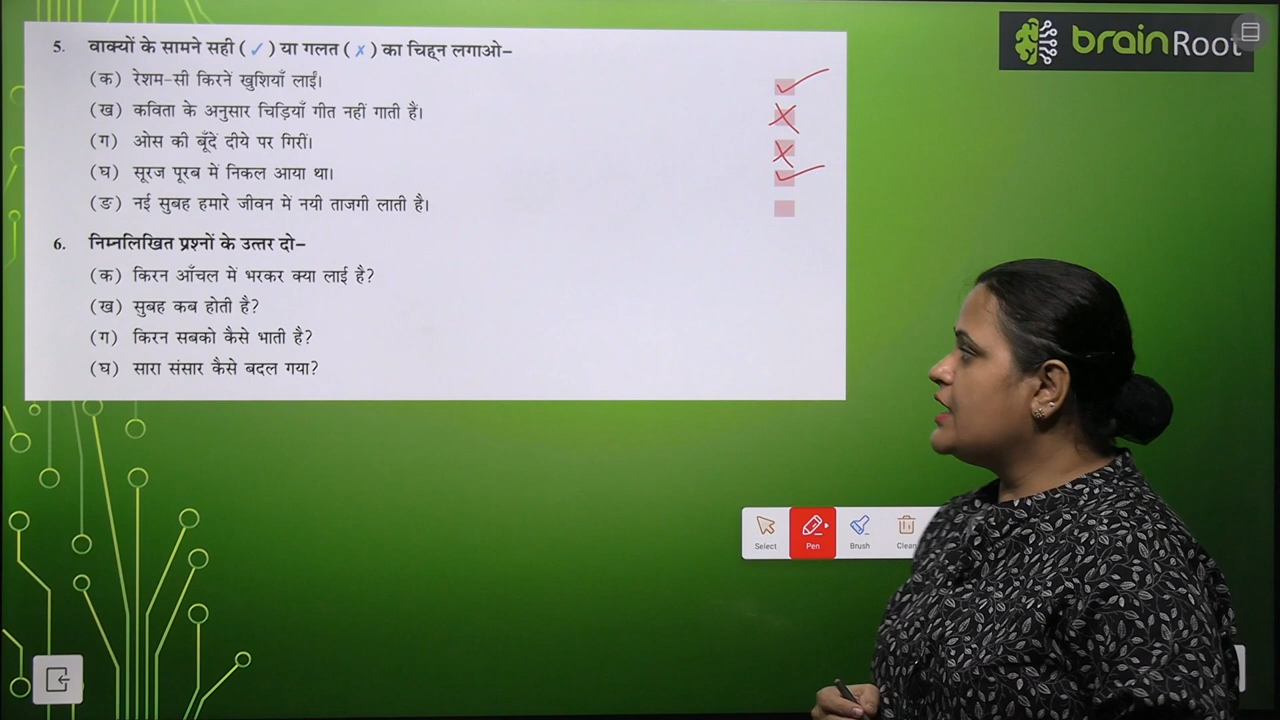 brainRoot
5. वाक्यों के सामने सही (✓) या गलत (✗) का चिह्न लगाओ–
(क) रेशम-सी किरनें खुशियाँ लाईं।
(ख) कविता के अनुसार चिड़ियाँ गीत नहीं गाती हैं।
(ग) ओस की बूँदें दीये पर गिरीं।
(घ) सूरज पूरब में निकल आया था।
(ङ) नई सुबह हमारे जीवन में नयी ताजगी लाती है।
6. निम्नलिखित प्रश्नों के उत्तर दो–
(क) किरन आँचल में भरकर क्या लाई है?
(ख) सुबह कब होती है?
(ग) किरन सबको कैसे भाती है?
(घ) सारा संसार कैसे बदल गया?
Select Pen Brush Clean